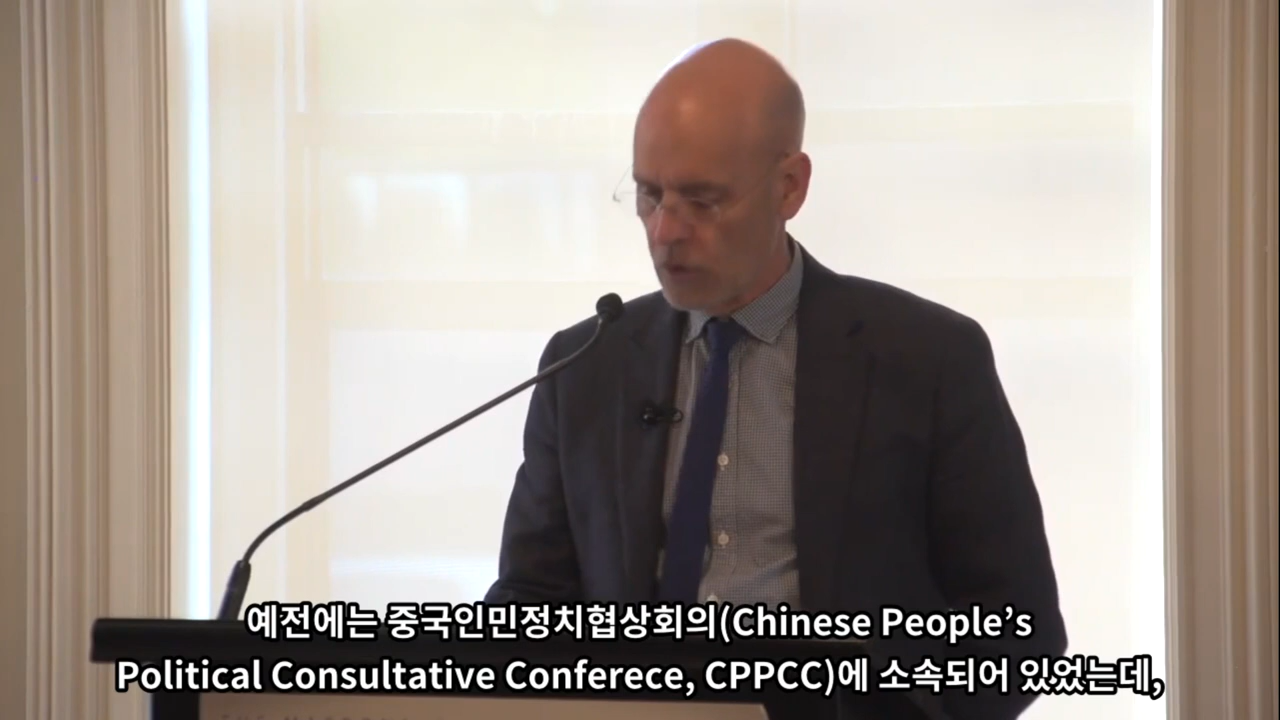 예전에는 중국인민정치협상회의(Chinese People’s
Political Consultative Conferece, CPPCC)에 소속되어 있었는데,